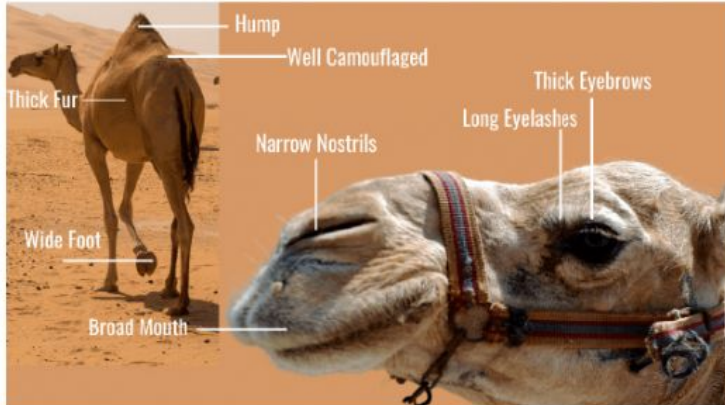 Hump
Well Camouflaged
Thick Fur
Wide Foot
Thick Eyebrows
Long Eyelashes
Narrow Nostrils
Broad Mouth